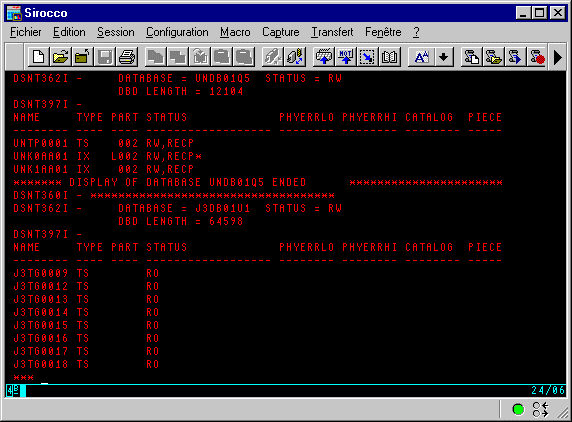 Sirocco
Fichier Edition Session Configuration Macro Capture Transfert Fenêtre ?
DSNT362I - DATABASE = UNDB01Q5 STATUS = RW
DBD LENGTH = 12104
DSNT397I -
NAME TYPE PART STATUS PHYERRLO PHYERRHI CATALOG PIECE
-------- ---- ---- ------------------ -------- -------- -------- -----
UNTP0001 TS 002 RW,RECP
UNK0AA01 IX L002 RW,RECP*
UNK1AA01 IX 002 RW,RECP
******* DISPLAY OF DATABASE UNDB01Q5 ENDED **********************
DSNT360I - ***********************************
DSNT362I - DATABASE = J3DB01U1 STATUS = RW
DBD LENGTH = 64598
DSNT397I -
NAME TYPE PART STATUS PHYERRLO PHYERRHI CATALOG PIECE
-------- ---- ---- ------------------ -------- -------- -------- -----
J3TG0009 TS RO
J3TG0012 TS RO
J3TG0013 TS RO
J3TG0014 TS RO
J3TG0015 TS RO
J3TG0016 TS RO
J3TG0017 TS RO
J3TG0018 TS RO
*** _
24/06